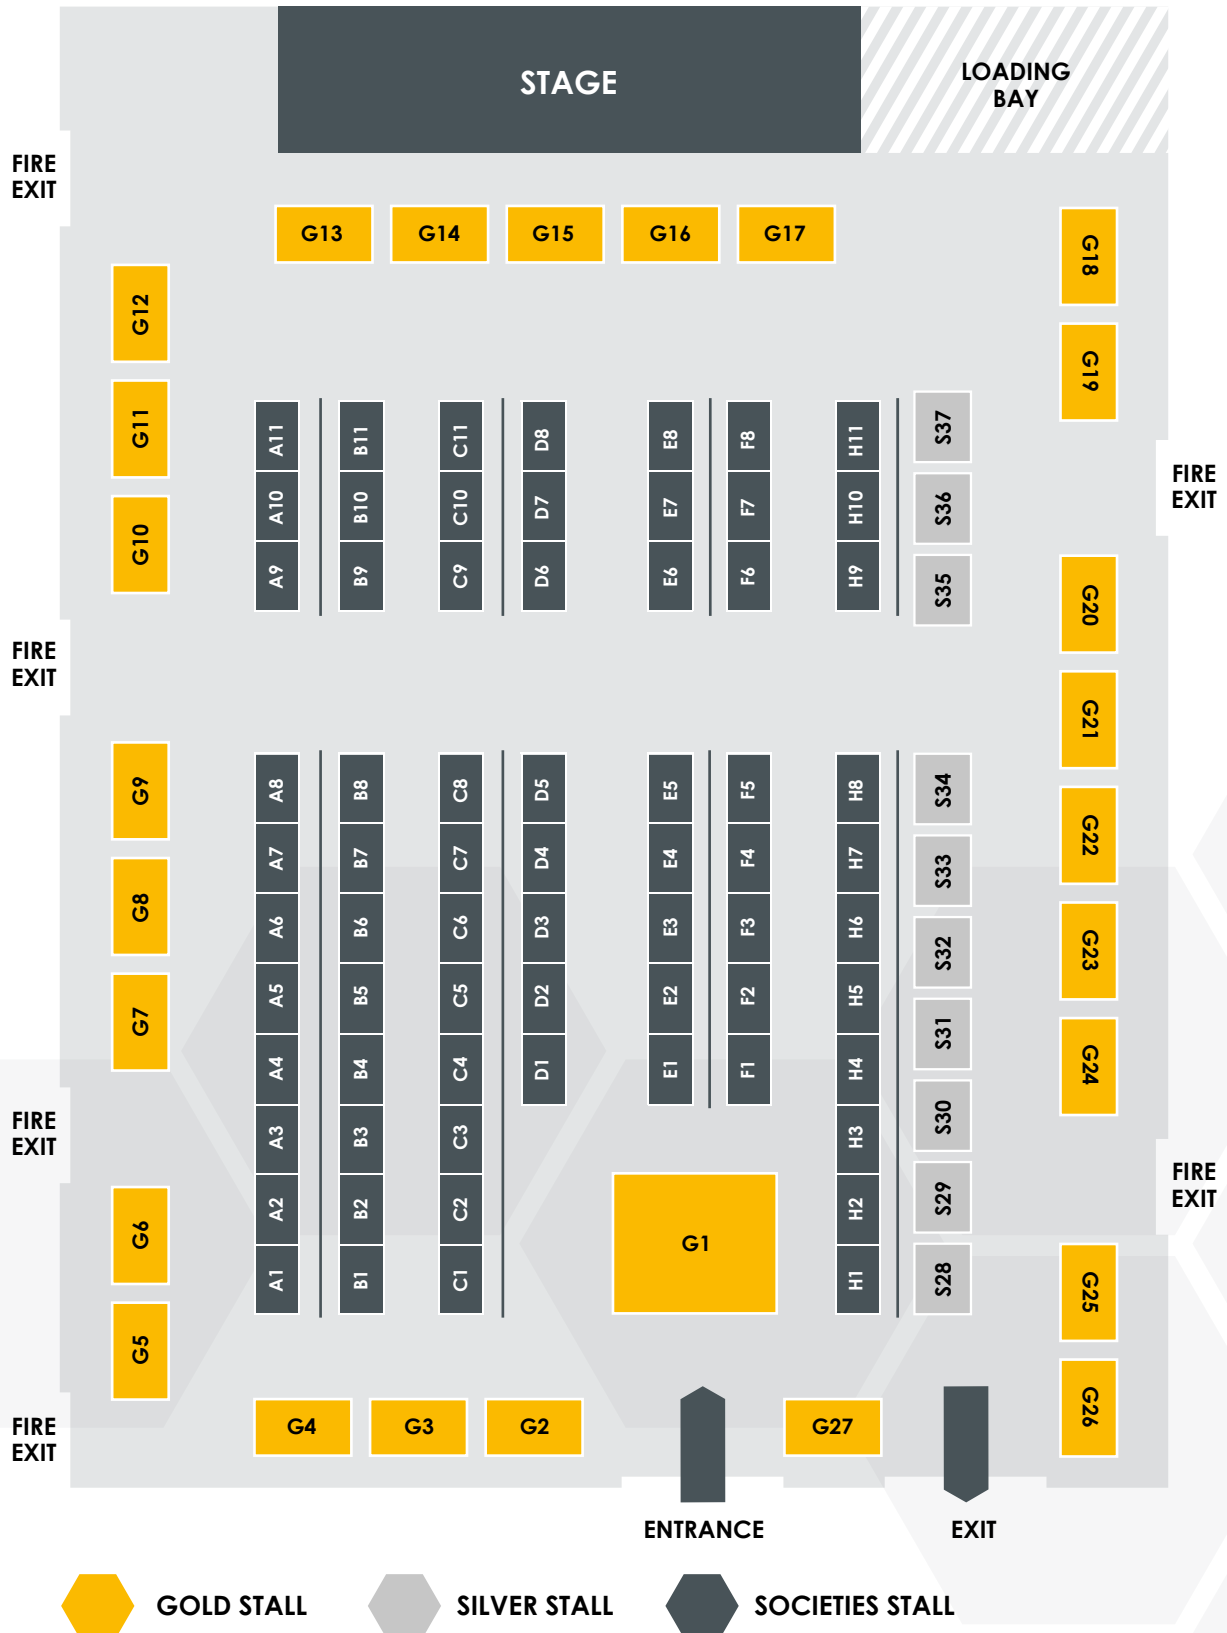 STAGE
LOADING
BAY
FIRE
EXIT
G13
G14
G15
G16
G17
G18
G12
G19
G11
G10
A11
B11
C11
D8
E8
F8
H11
S37
A10
B10
C10
D7
E7
F7
H10
S36
A9
B9
C9
D6
E6
F6
H9
S35
FIRE
EXIT
G20
FIRE
EXIT
G21
G9
A8
B8
C8
D5
E5
F5
H8
S34
G22
G8
A7
B7
C7
D4
E4
F4
H7
S33
A6
B6
C6
D3
E3
F3
H6
S32
G23
G7
A5
B5
C5
D2
E2
F2
H5
S31
A4
B4
C4
D1
E1
F1
H4
G24
FIRE
EXIT
A3
B3
C3
H3
S30
FIRE
EXIT
G6
A2
B2
C2
G1
H2
S29
A1
B1
C1
H1
S28
G25
G5
FIRE
EXIT
G4
G3
G2
G27
G26
ENTRANCE
EXIT
GOLD STALL
SILVER STALL
SOCIETIES STALL